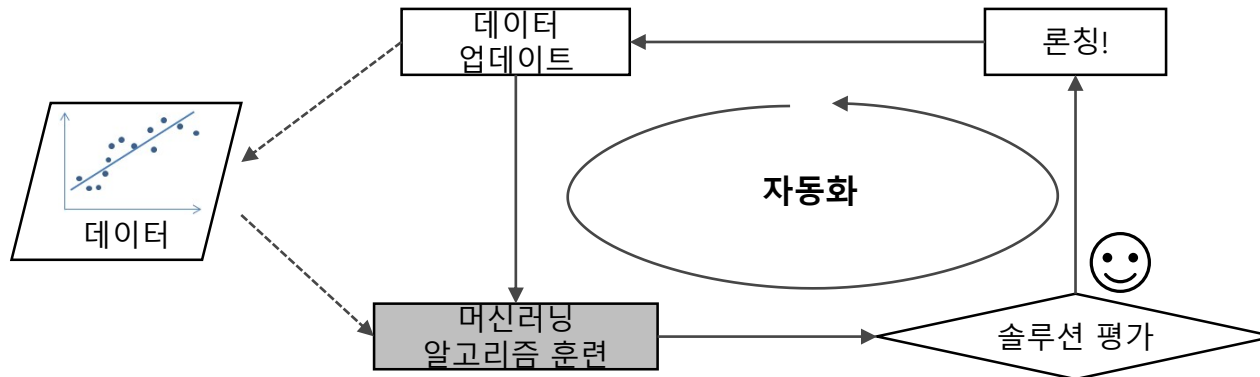 데이터
업데이트
론칭!
자동화
데이터
머신러닝
알고리즘 훈련
솔루션 평가